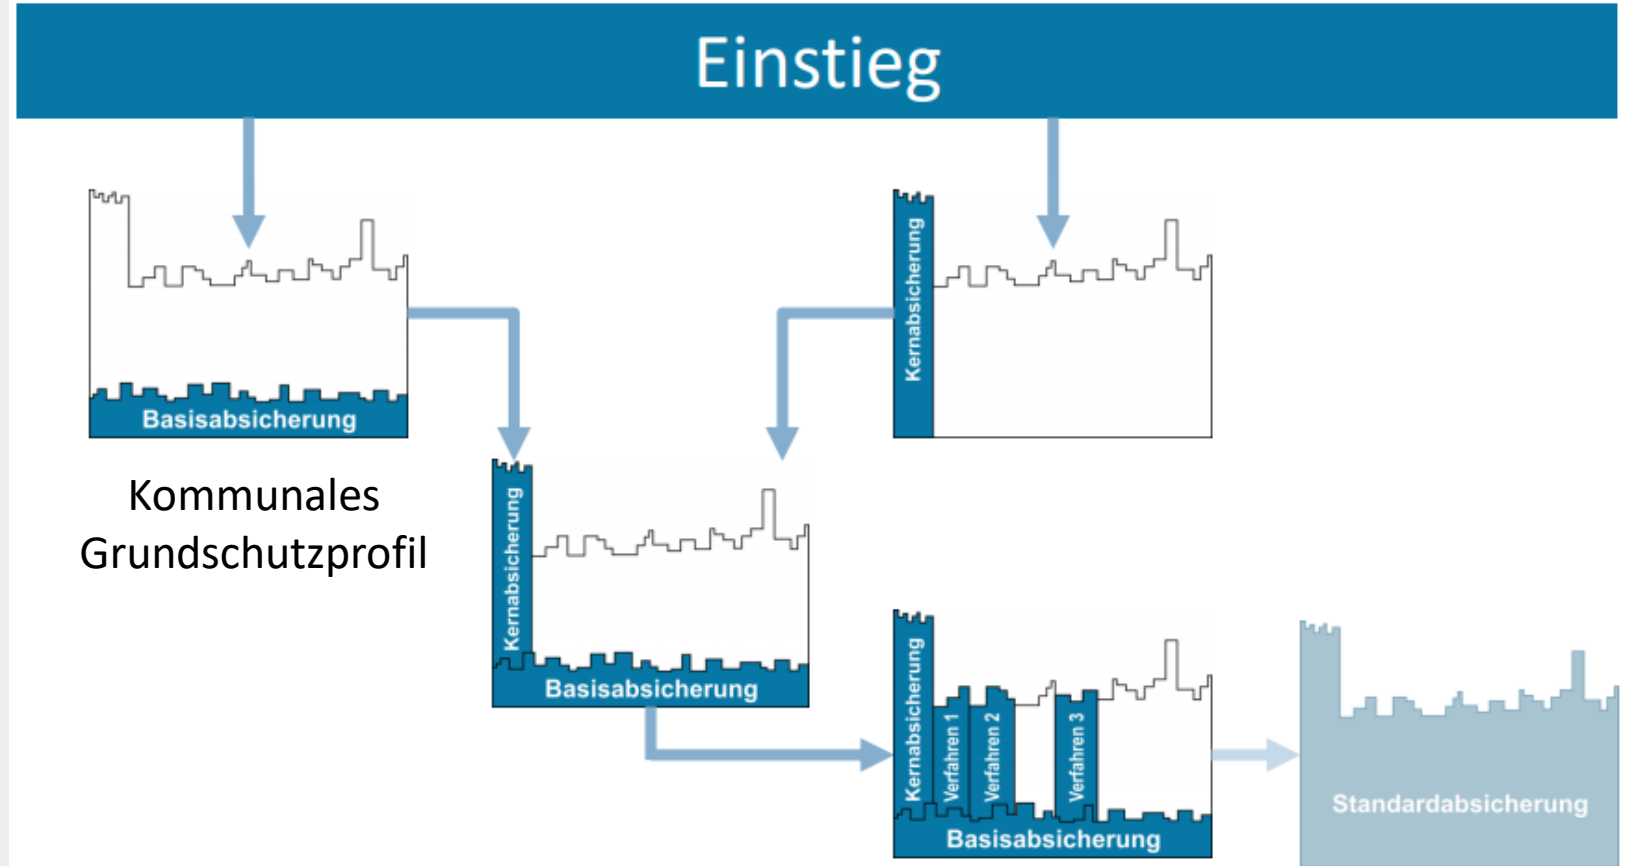 Einstieg
Basisabsicherung
Kommunales
Grundschutzprofil
Kernabsicherung
Kernabsicherung
Basisabsicherung
Kernabsicherung
Verfahren 1
Verfahren 2
Verfahren 3
Basisabsicherung
Standardabsicherung